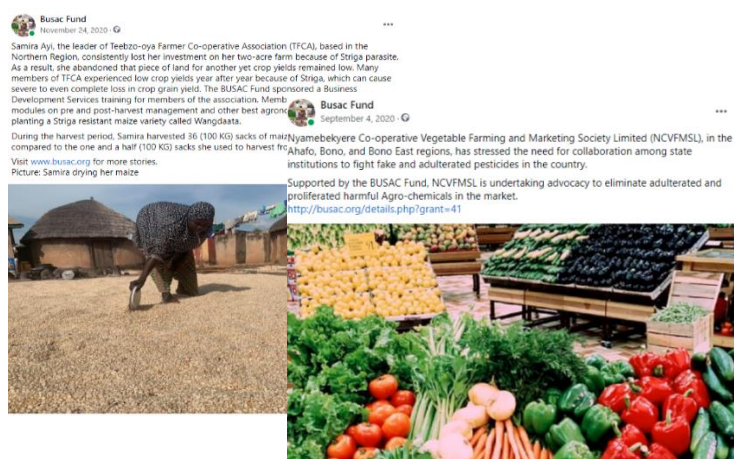 Busac Fund
November 24, 2020 ·
Samira Ayi, the leader of Teebzo-oya Farmer Co-operative Association (TFCA), based in the
Northern Region, consistently lost her investment on her two-acre farm because of Striga parasite.
As a result, she abandoned that piece of land for another yet crop yields remained low. Many
members of TFCA experienced low crop yields year after year because of Striga, which can cause
severe to even complete loss in crop grain yield. The BUSAC Fund sponsored a Business
Development Services training for members of the association. Memb
modules on pre and post-harvest management and other best agrono
planting a Striga resistant maize variety called Wangdaata.
During the harvest period, Samira harvested 36 (100 KG) sacks of maiz
compared to the one and a half (100 KG) sacks she used to harvest fro
Visit www.busac.org for more stories.
Picture: Samira drying her maize
Busac Fund
September 4, 2020 ·
Nyamebekyere Co-operative Vegetable Farming and Marketing Society Limited (NCVFMSL), in the
Ahafo, Bono, and Bono East regions, has stressed the need for collaboration among state
institutions to fight fake and adulterated pesticides in the country.
Supported by the BUSAC Fund, NCVFMSL is undertaking advocacy to eliminate adulterated and
proliferated harmful Agro-chemicals in the market.
http://busac.org/details.php?grant=41